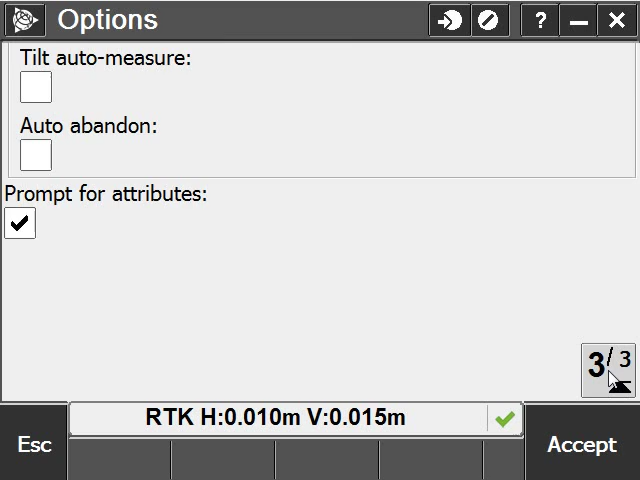 Options
?
Tilt auto-measure:
Auto abandon:
Prompt for attributes:
3/3
RTK H:0.010m V:0.015m
Esc
Accept